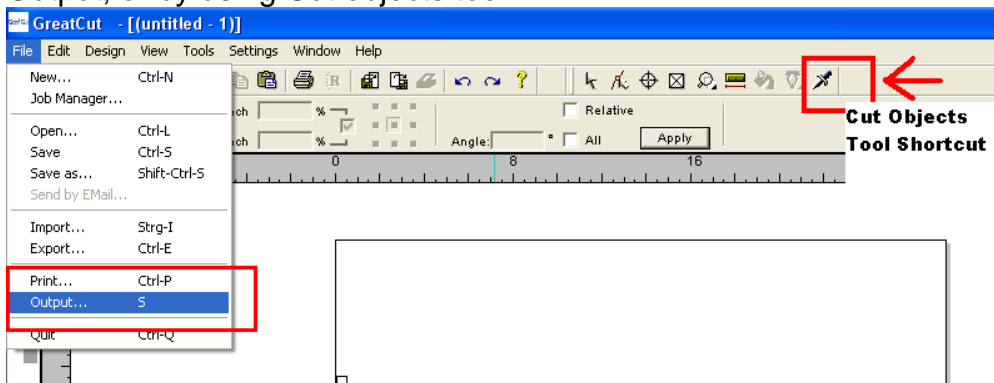 GreatCut - [(untitled - 1)]
File Edit Design View Tools Settings Window Help
New... Ctrl-N
Job Manager...
Open... Ctrl-L
Save Ctrl-S
Save as... Shift-Ctrl-S
Send by EMail...
Import... Strg-I
Export... Ctrl-E
Print... Ctrl-P
Output... S
Quit Ctrl-Q
% Relative
% Angle: ° All Apply
0 8 16
Cut Objects
Tool Shortcut